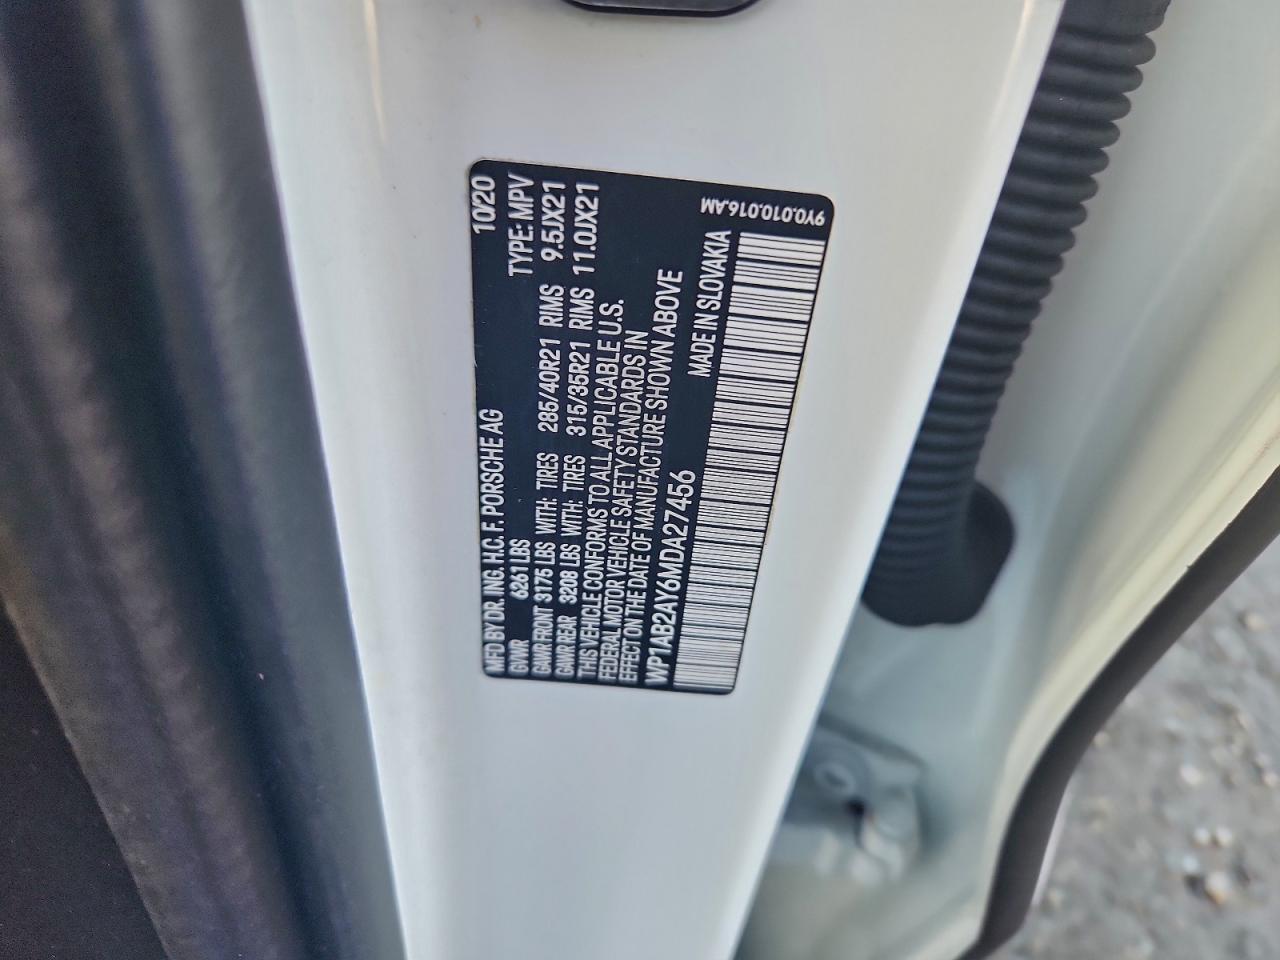 MFD BY DR. ING. H.C. F. PORSCHE AG 10/20
GVWR 6261 LBS TYPE: MPV
GAWR FRONT 3175 LBS WITH: TIRES 285/40R21 RIMS 9.5JX21
GAWR REAR 3208 LBS WITH: TIRES 315/35R21 RIMS 11.0JX21
THIS VEHICLE CONFORMS TO ALL APPLICABLE U.S.
FEDERAL MOTOR VEHICLE SAFETY STANDARDS IN
EFFECT ON THE DATE OF MANUFACTURE SHOWN ABOVE
WP1AB2AY6MDA27456 MADE IN SLOVAKIA
9Y0.010.016.AM